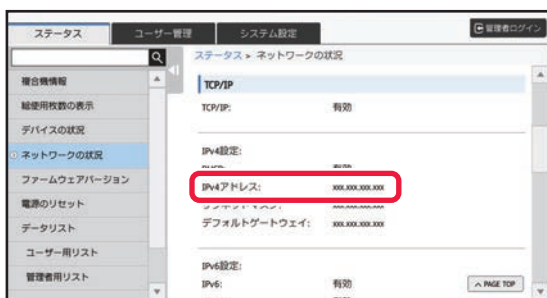 ステータス
ユーザー管理
システム設定
管理者ログイン
ステータス ▸ ネットワークの状況
複合機情報
総使用枚数の表示
デバイスの状況
ネットワークの状況
ファームウェアバージョン
電源のリセット
データリスト
ユーザー用リスト
管理者用リスト
TCP/IP
TCP/IP: 有効
IPv4設定:
IPv4アドレス: xxx.xxx.xxx.xxx
デフォルトゲートウェイ: xxx.xxx.xxx.xxx
IPv6設定:
IPv6: 有効
PAGE TOP